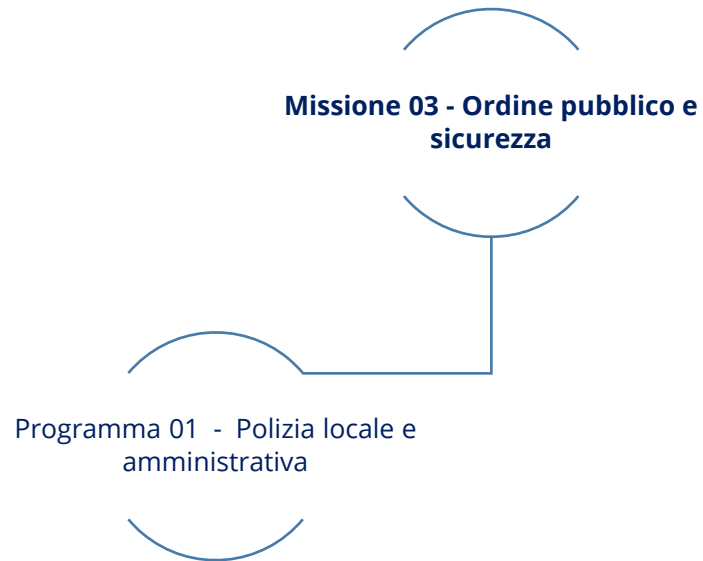 Missione 03 - Ordine pubblico e
sicurezza
Programma 01 - Polizia locale e
amministrativa